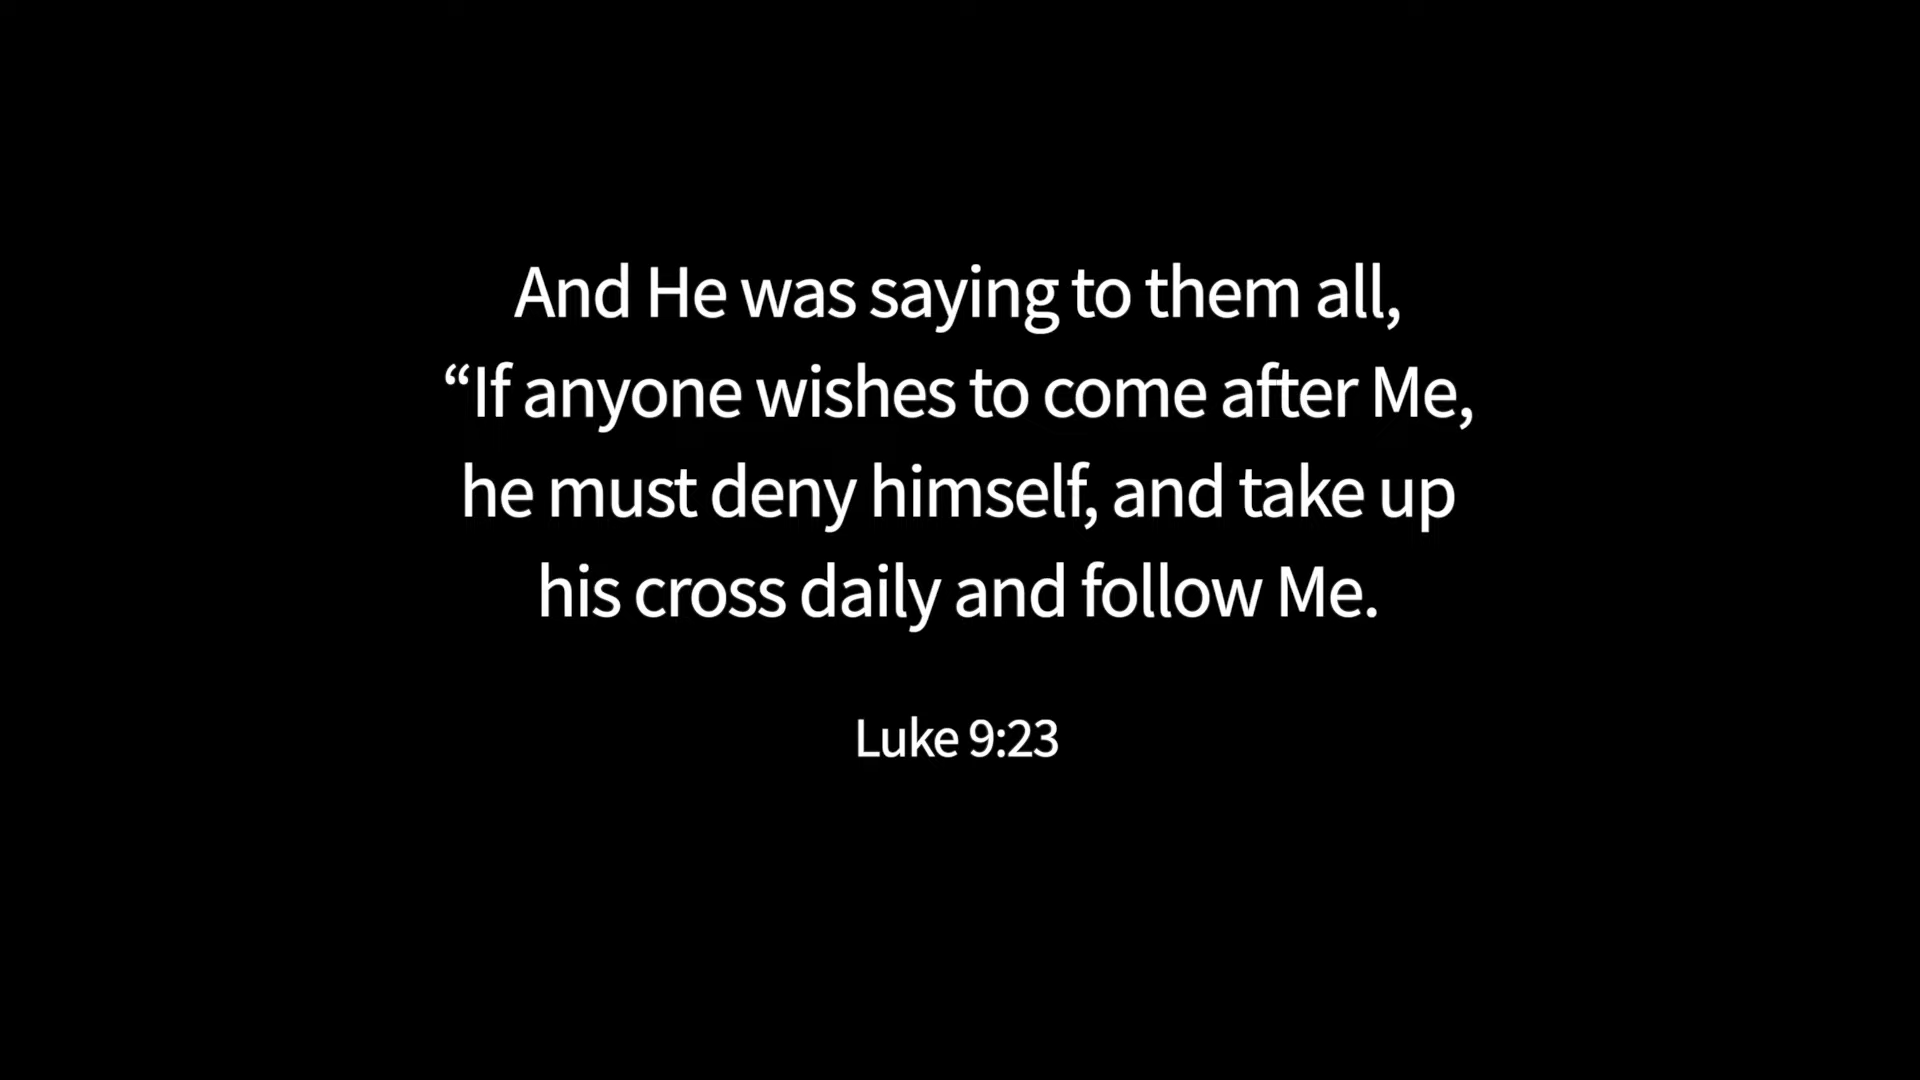 And He was saying to them all,
“If anyone wishes to come after Me,
he must deny himself, and take up
his cross daily and follow Me.
Luke 9:23